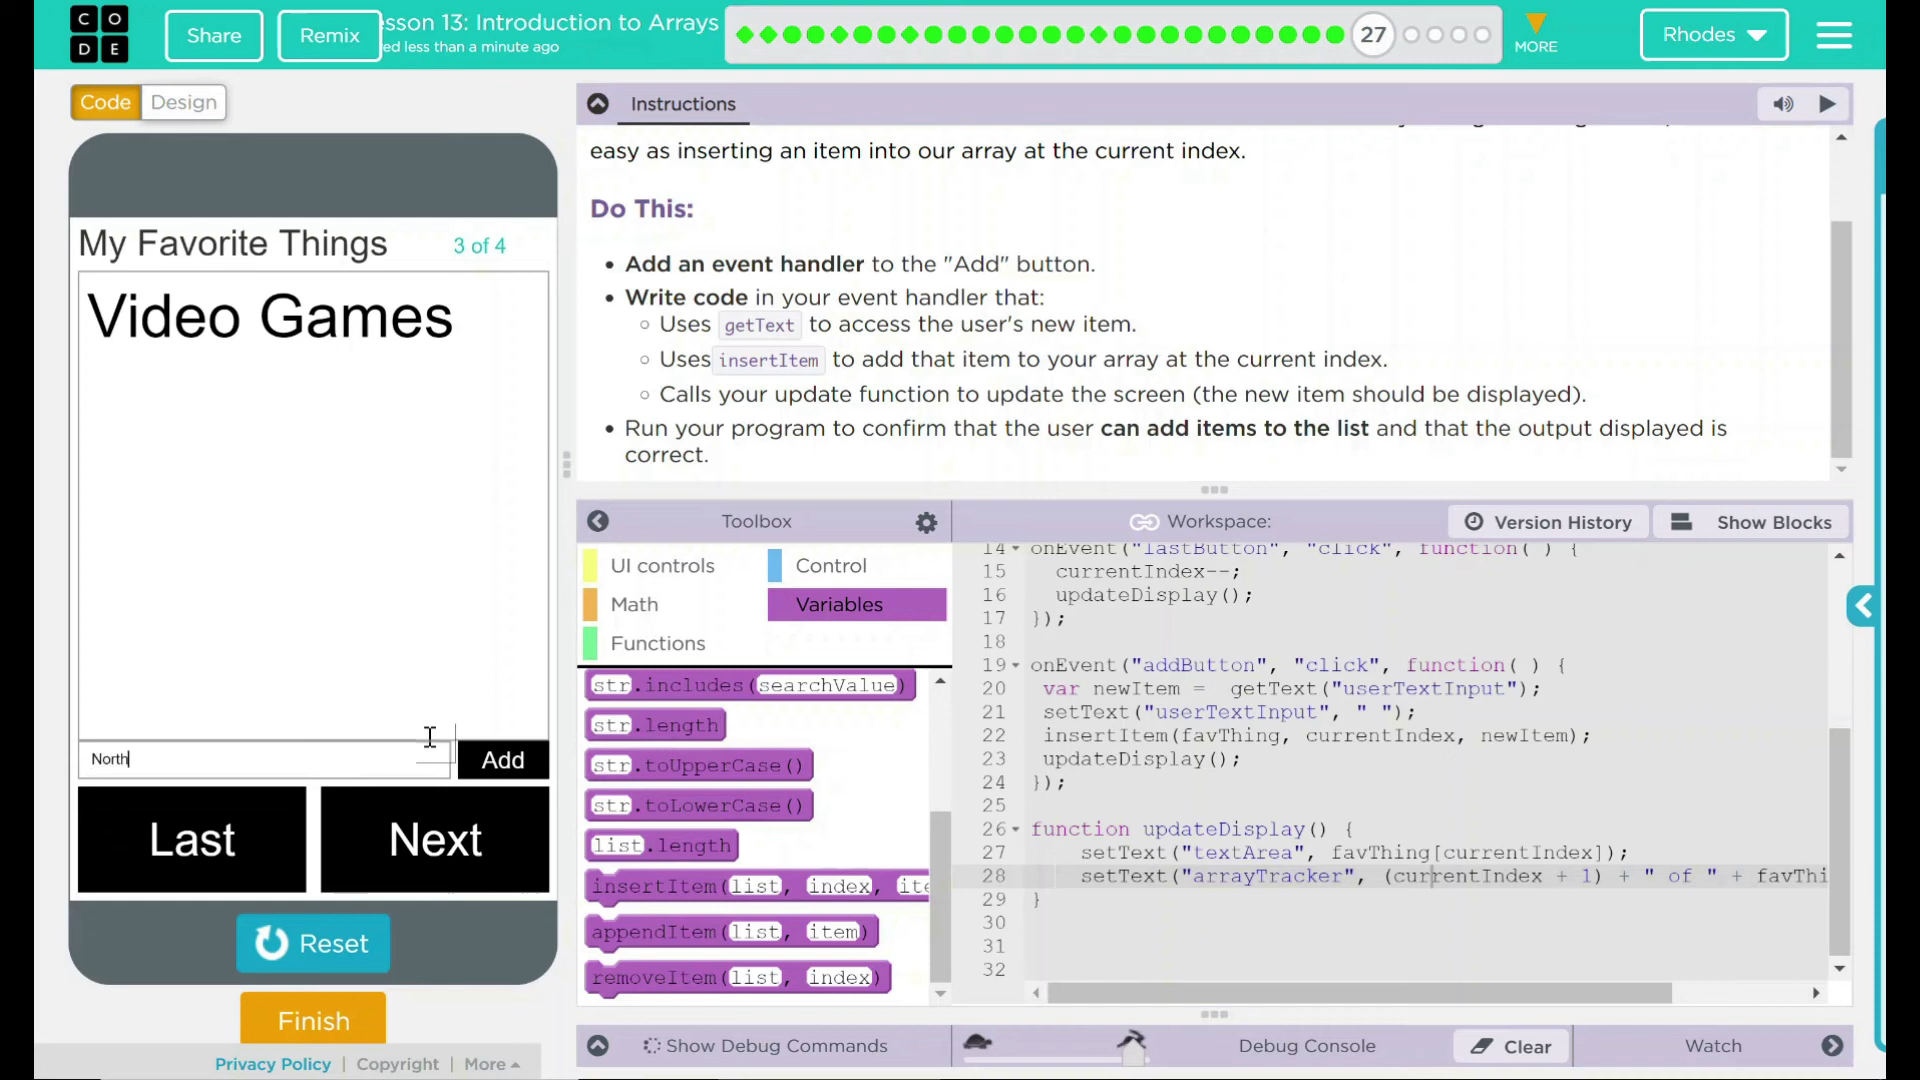 CODE
Share
Remix
esson 13: Introduction to Arrays
ed less than a minute ago
27
MORE
Rhodes
Code
Design
My Favorite Things
3 of 4
Video Games
North
Add
Last
Next
Reset
Finish
Privacy Policy | Copyright | More
Instructions
easy as inserting an item into our array at the current index.
Do This:
• Add an event handler to the "Add" button.
• Write code in your event handler that:
○ Uses getText to access the user's new item.
○ Uses insertItem to add that item to your array at the current index.
○ Calls your update function to update the screen (the new item should be displayed).
• Run your program to confirm that the user can add items to the list and that the output displayed is
correct.
Toolbox
UI controls
Control
Math
Variables
Functions
str.includes(searchValue)
str.length
str.toUpperCase()
str.toLowerCase()
list.length
insertItem(list, index, ite
appendItem(list, item)
removeItem(list, index)
Workspace:
Version History
Show Blocks
14 onEvent("lastButton", "click", function( ) {
15 currentIndex--;
16 updateDisplay();
17 });
18
19 onEvent("addButton", "click", function( ) {
20 var newItem = getText("userTextInput");
21 setText("userTextInput", " ");
22 insertItem(favThing, currentIndex, newItem);
23 updateDisplay();
24 });
25
26 function updateDisplay() {
27 setText("textArea", favThing[currentIndex]);
28 setText("arrayTracker", (currentIndex + 1) + " of " + favThi
29 }
30
31
32
Show Debug Commands
Debug Console
Clear
Watch